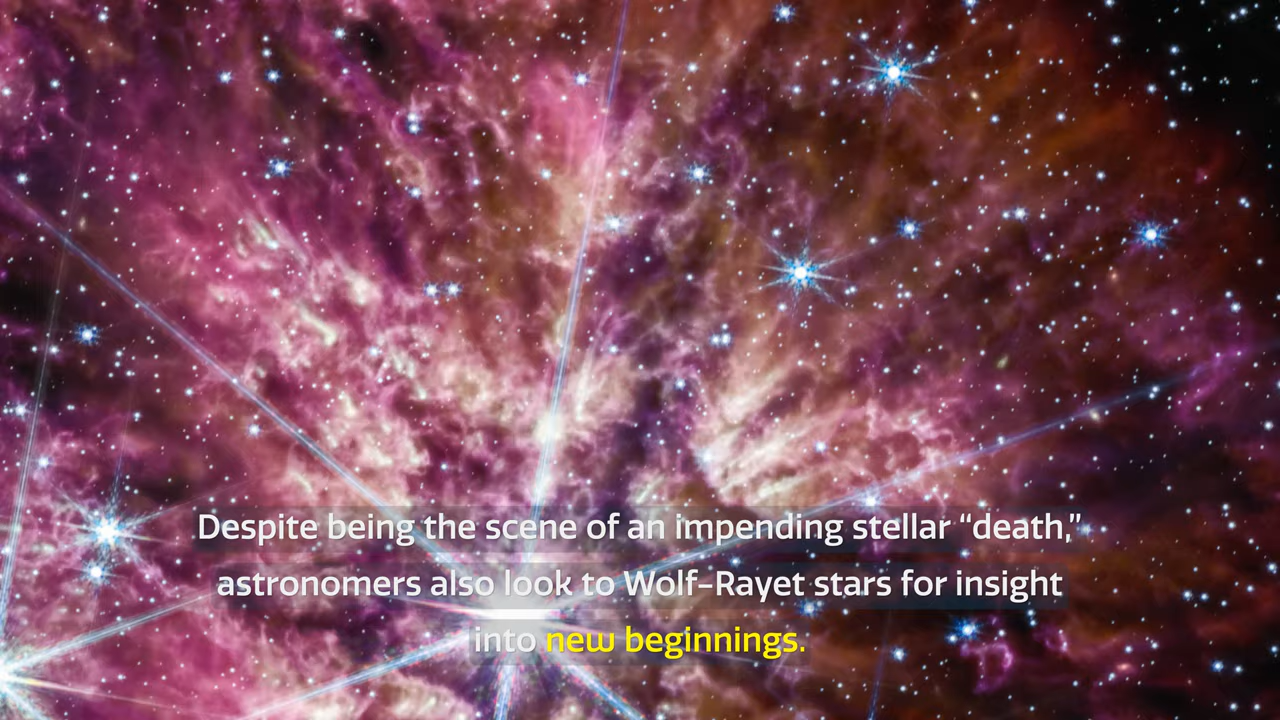 Despite being the scene of an impending stellar “death,”
astronomers also look to Wolf-Rayet stars for insight
into new beginnings.